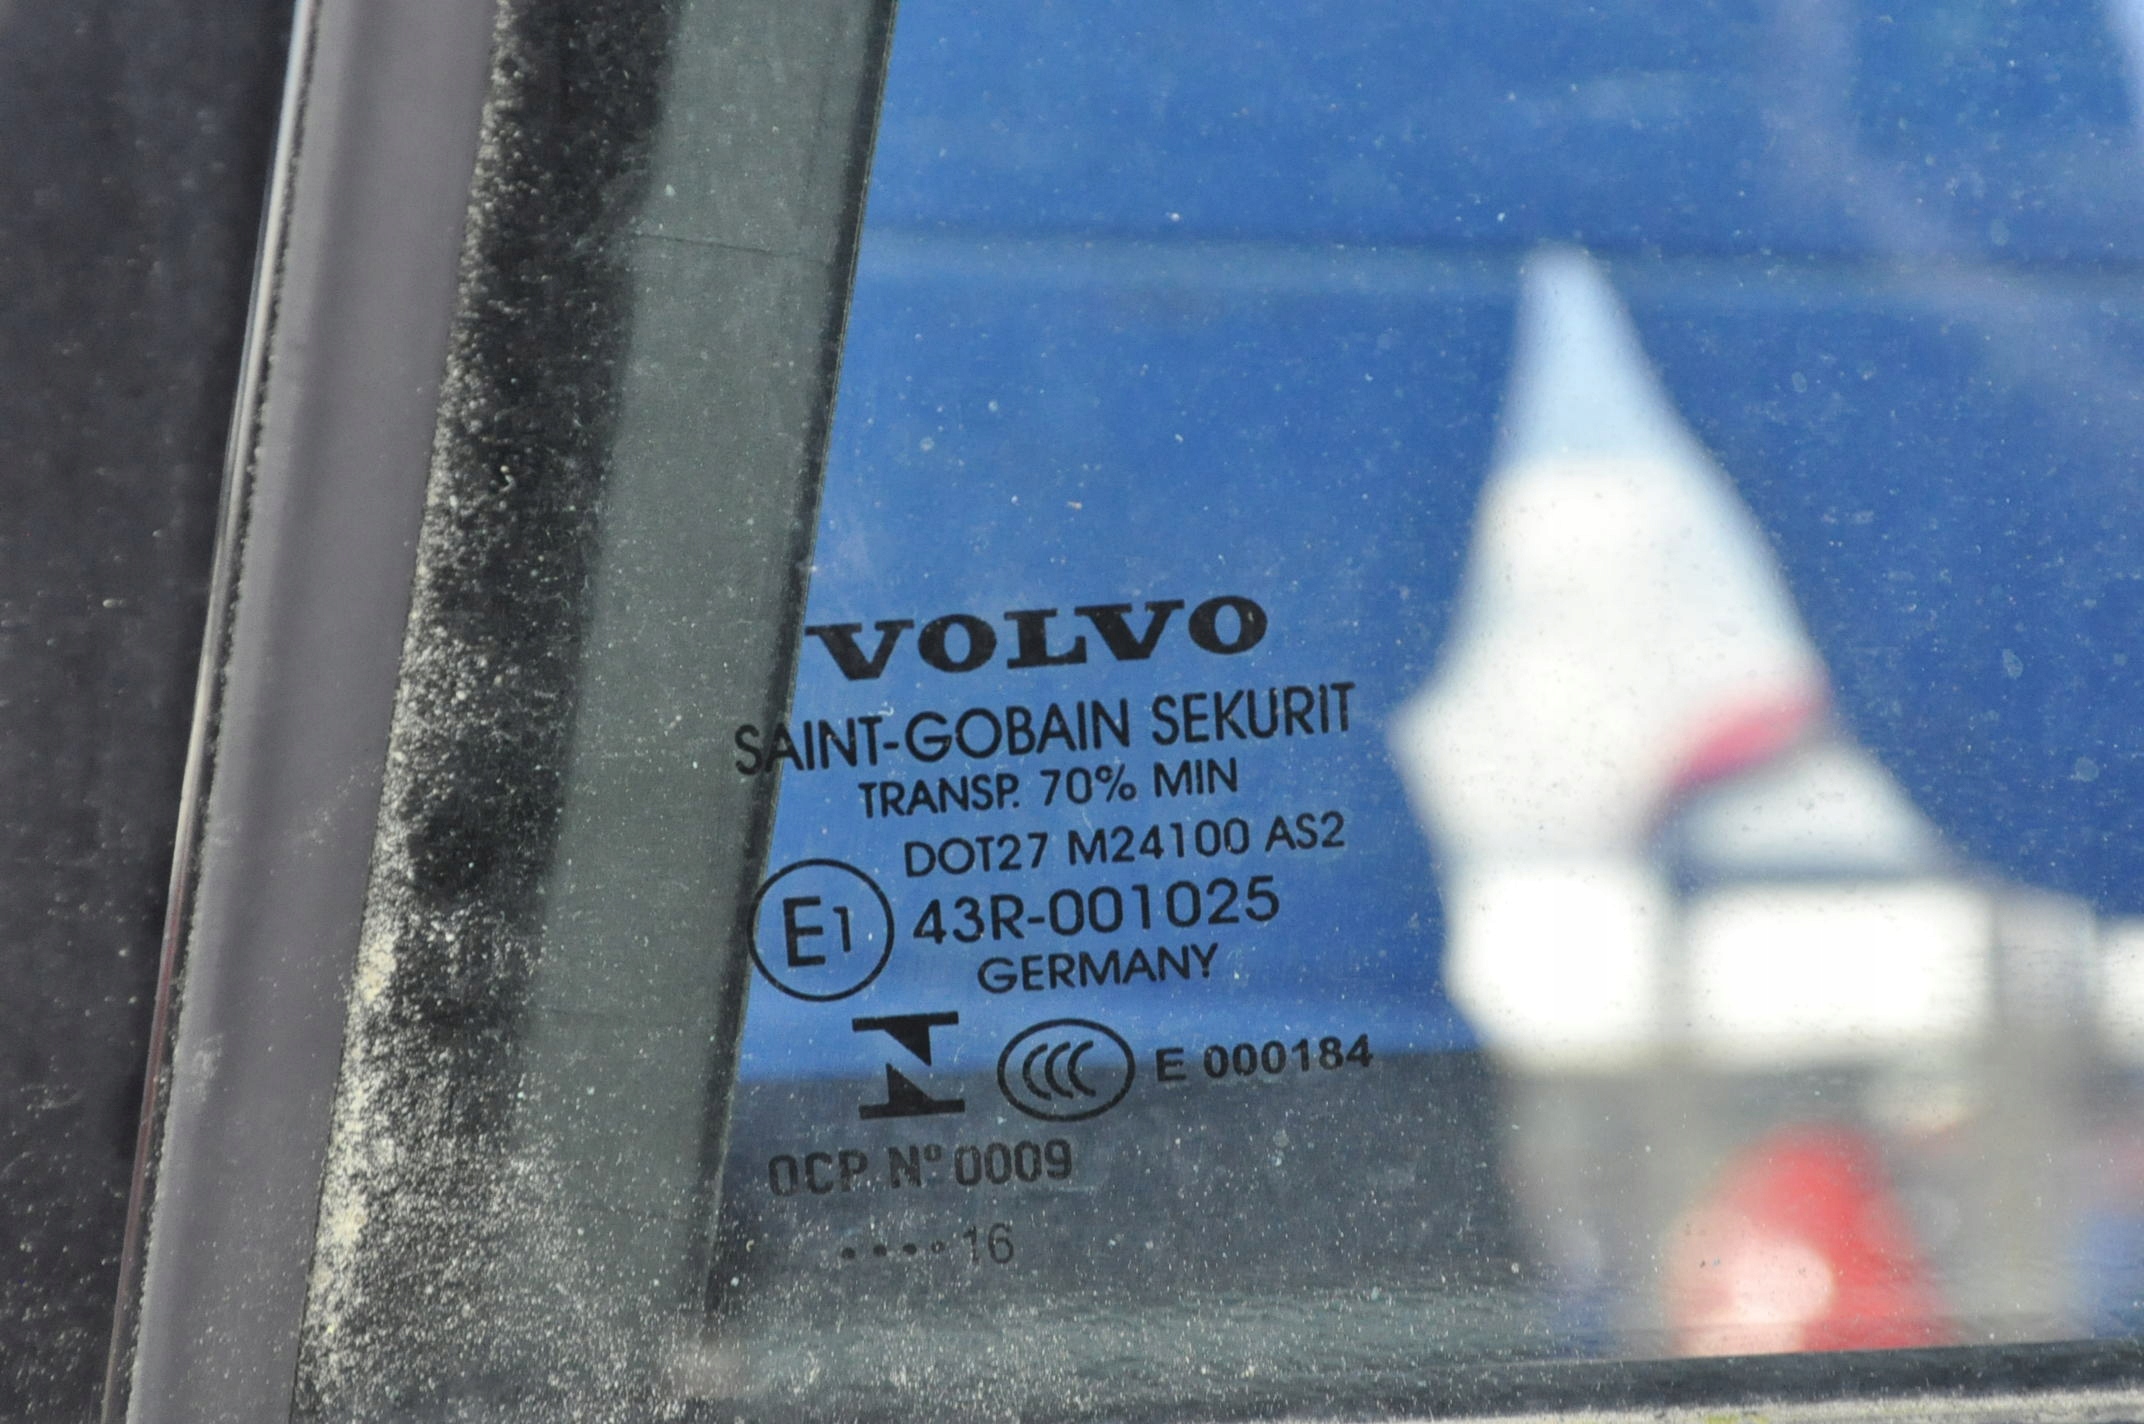 VOLVO
SAINT-GOBAIN SEKURIT
TRANSP. 70% MIN
DOT27 M24100 AS2
E1 43R-001025
GERMANY
CCC E 000184
OCP Nº 0009
····16